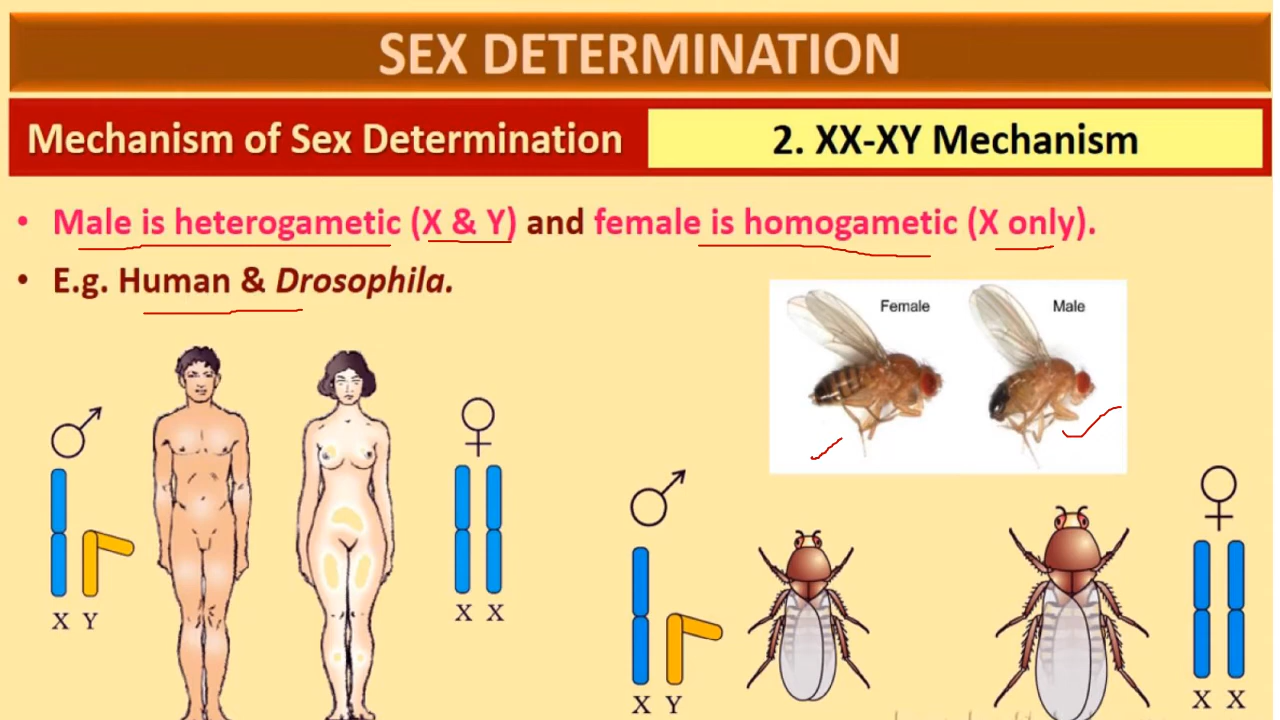 SEX DETERMINATION
Mechanism of Sex Determination
2. XX-XY Mechanism
• Male is heterogametic (X & Y) and female is homogametic (X only).
• E.g. Human & Drosophila.
Female
Male
♂
♀
X Y
X X
♂
♀
X Y
X X